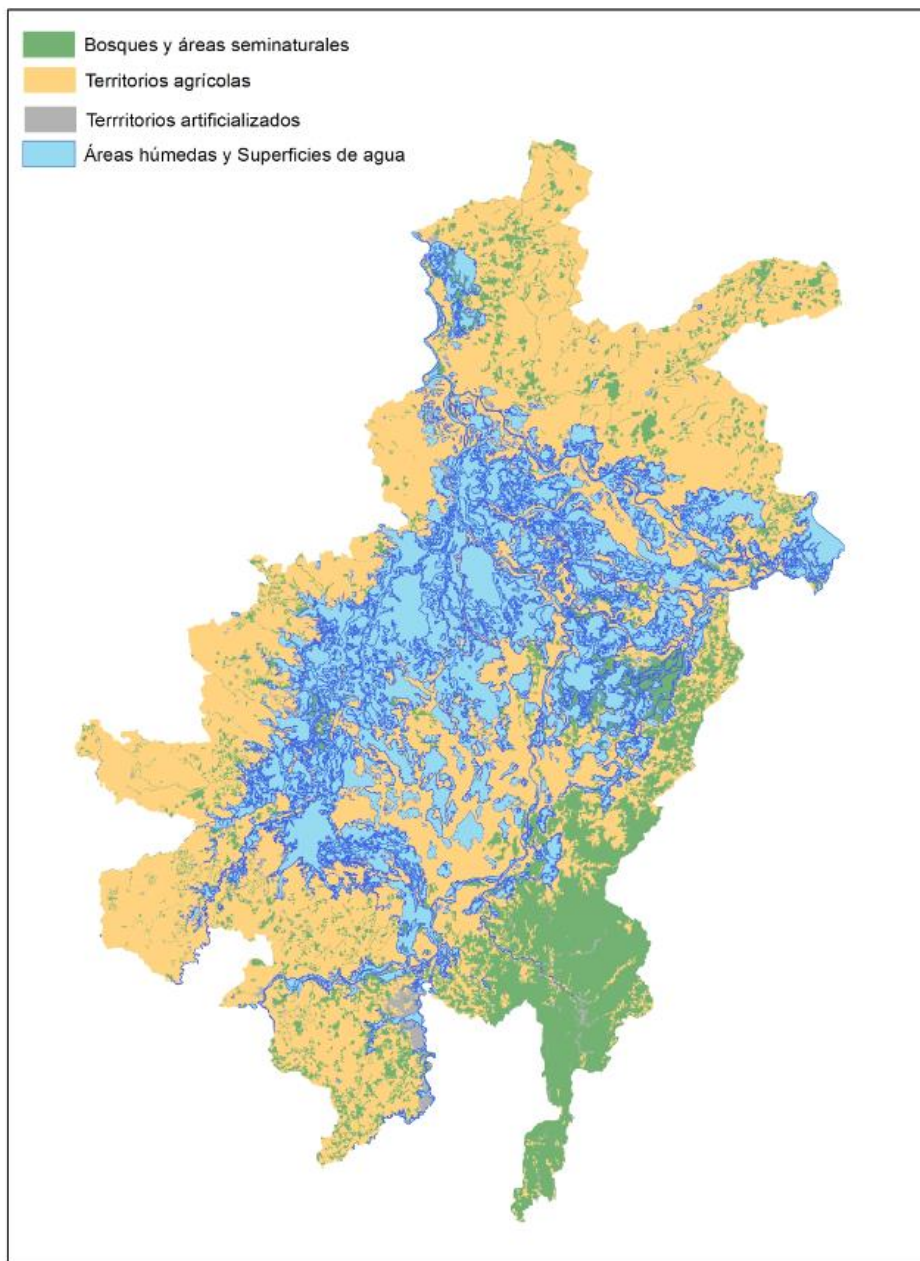 Bosques y áreas seminaturales
Territorios agrícolas
Terrritorios artificializados
Áreas húmedas y Superficies de agua